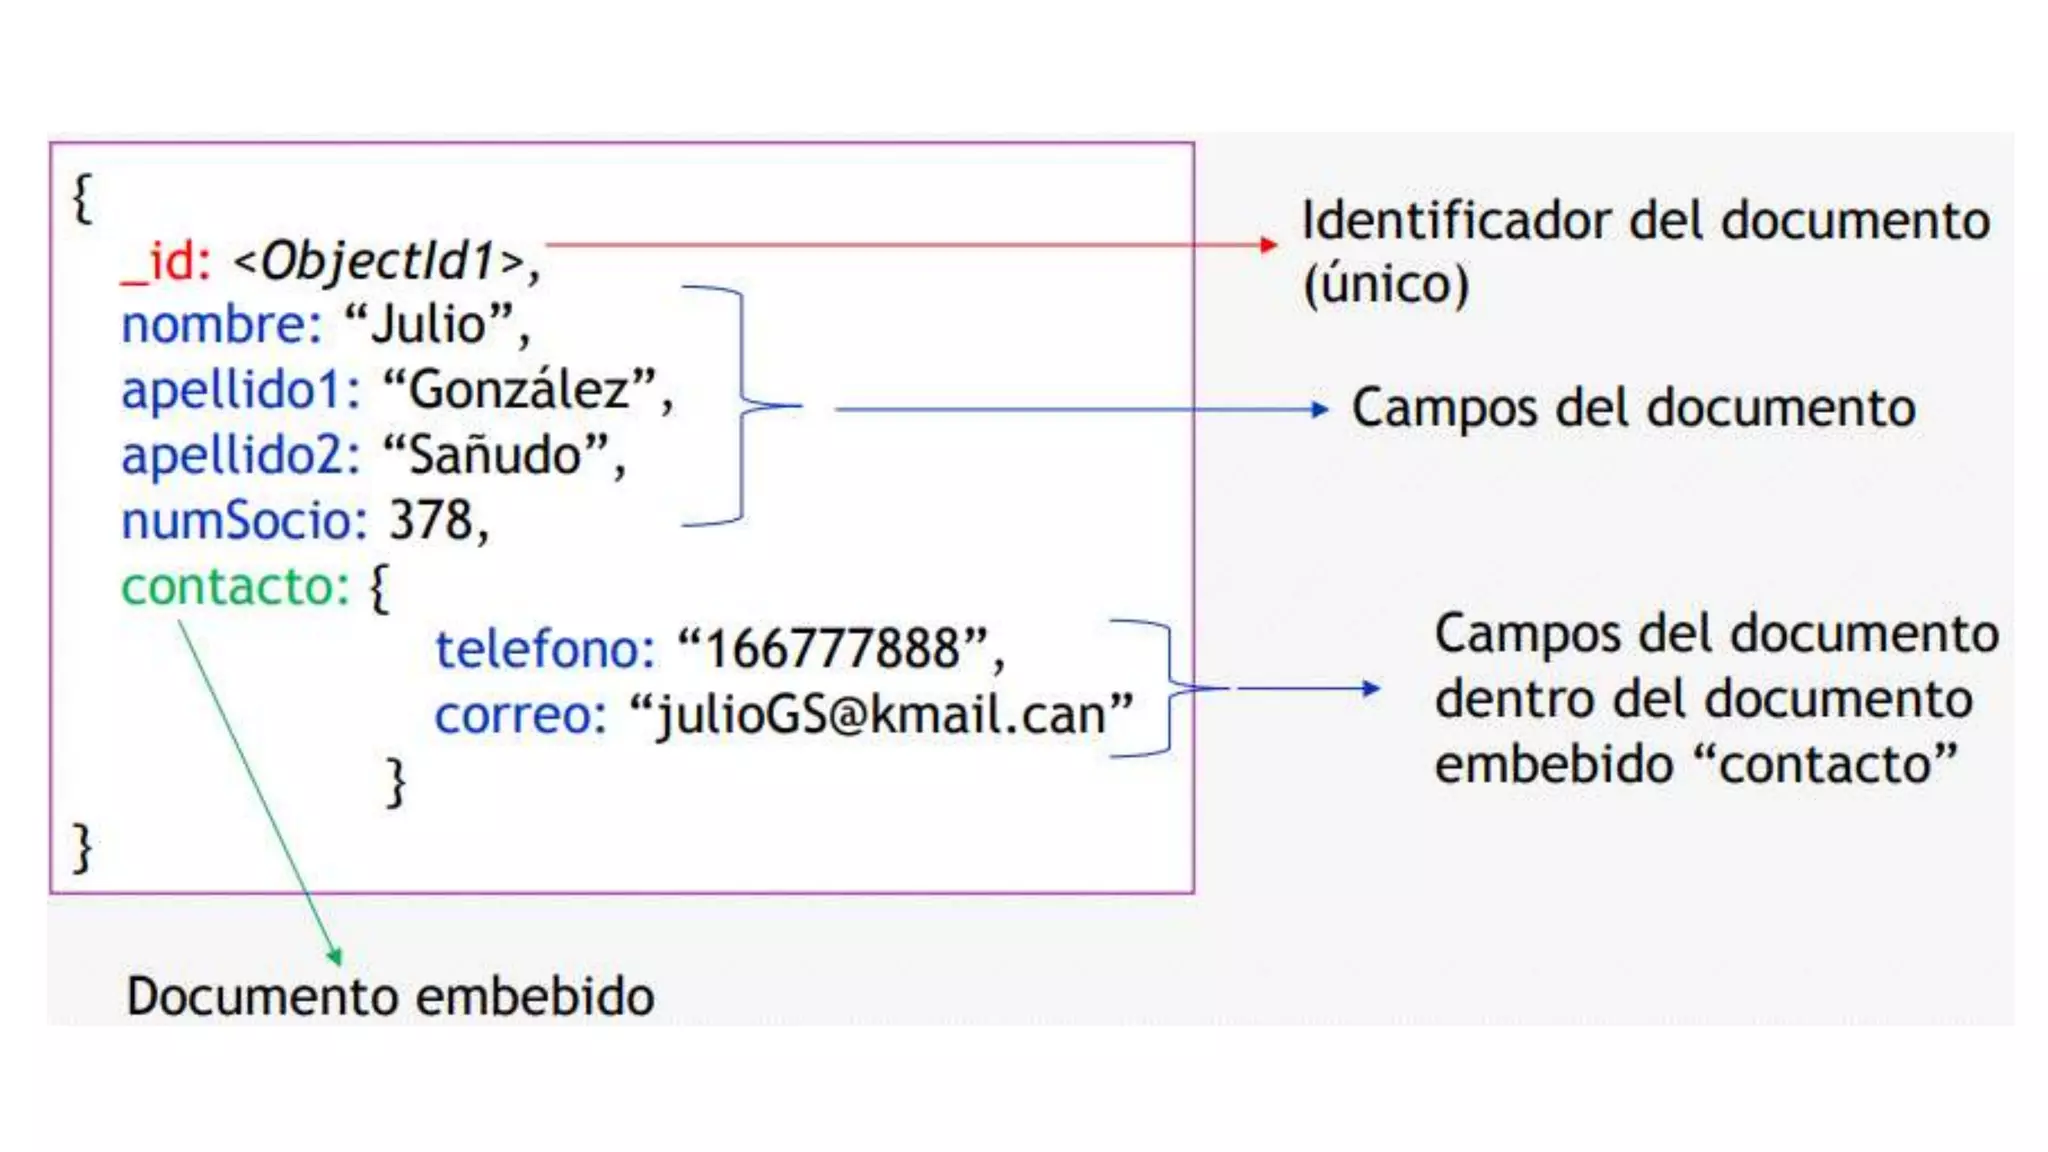 {
_id: <ObjectId1>,
nombre: “Julio”,
apellido1: “González”,
apellido2: “Sañudo”,
numSocio: 378,
contacto: {
telefono: “166777888”,
correo: “julioGS@kmail.can”
}
}
Identificador del documento
(único)
Campos del documento
Campos del documento
dentro del documento
embebido “contacto”
Documento embebido